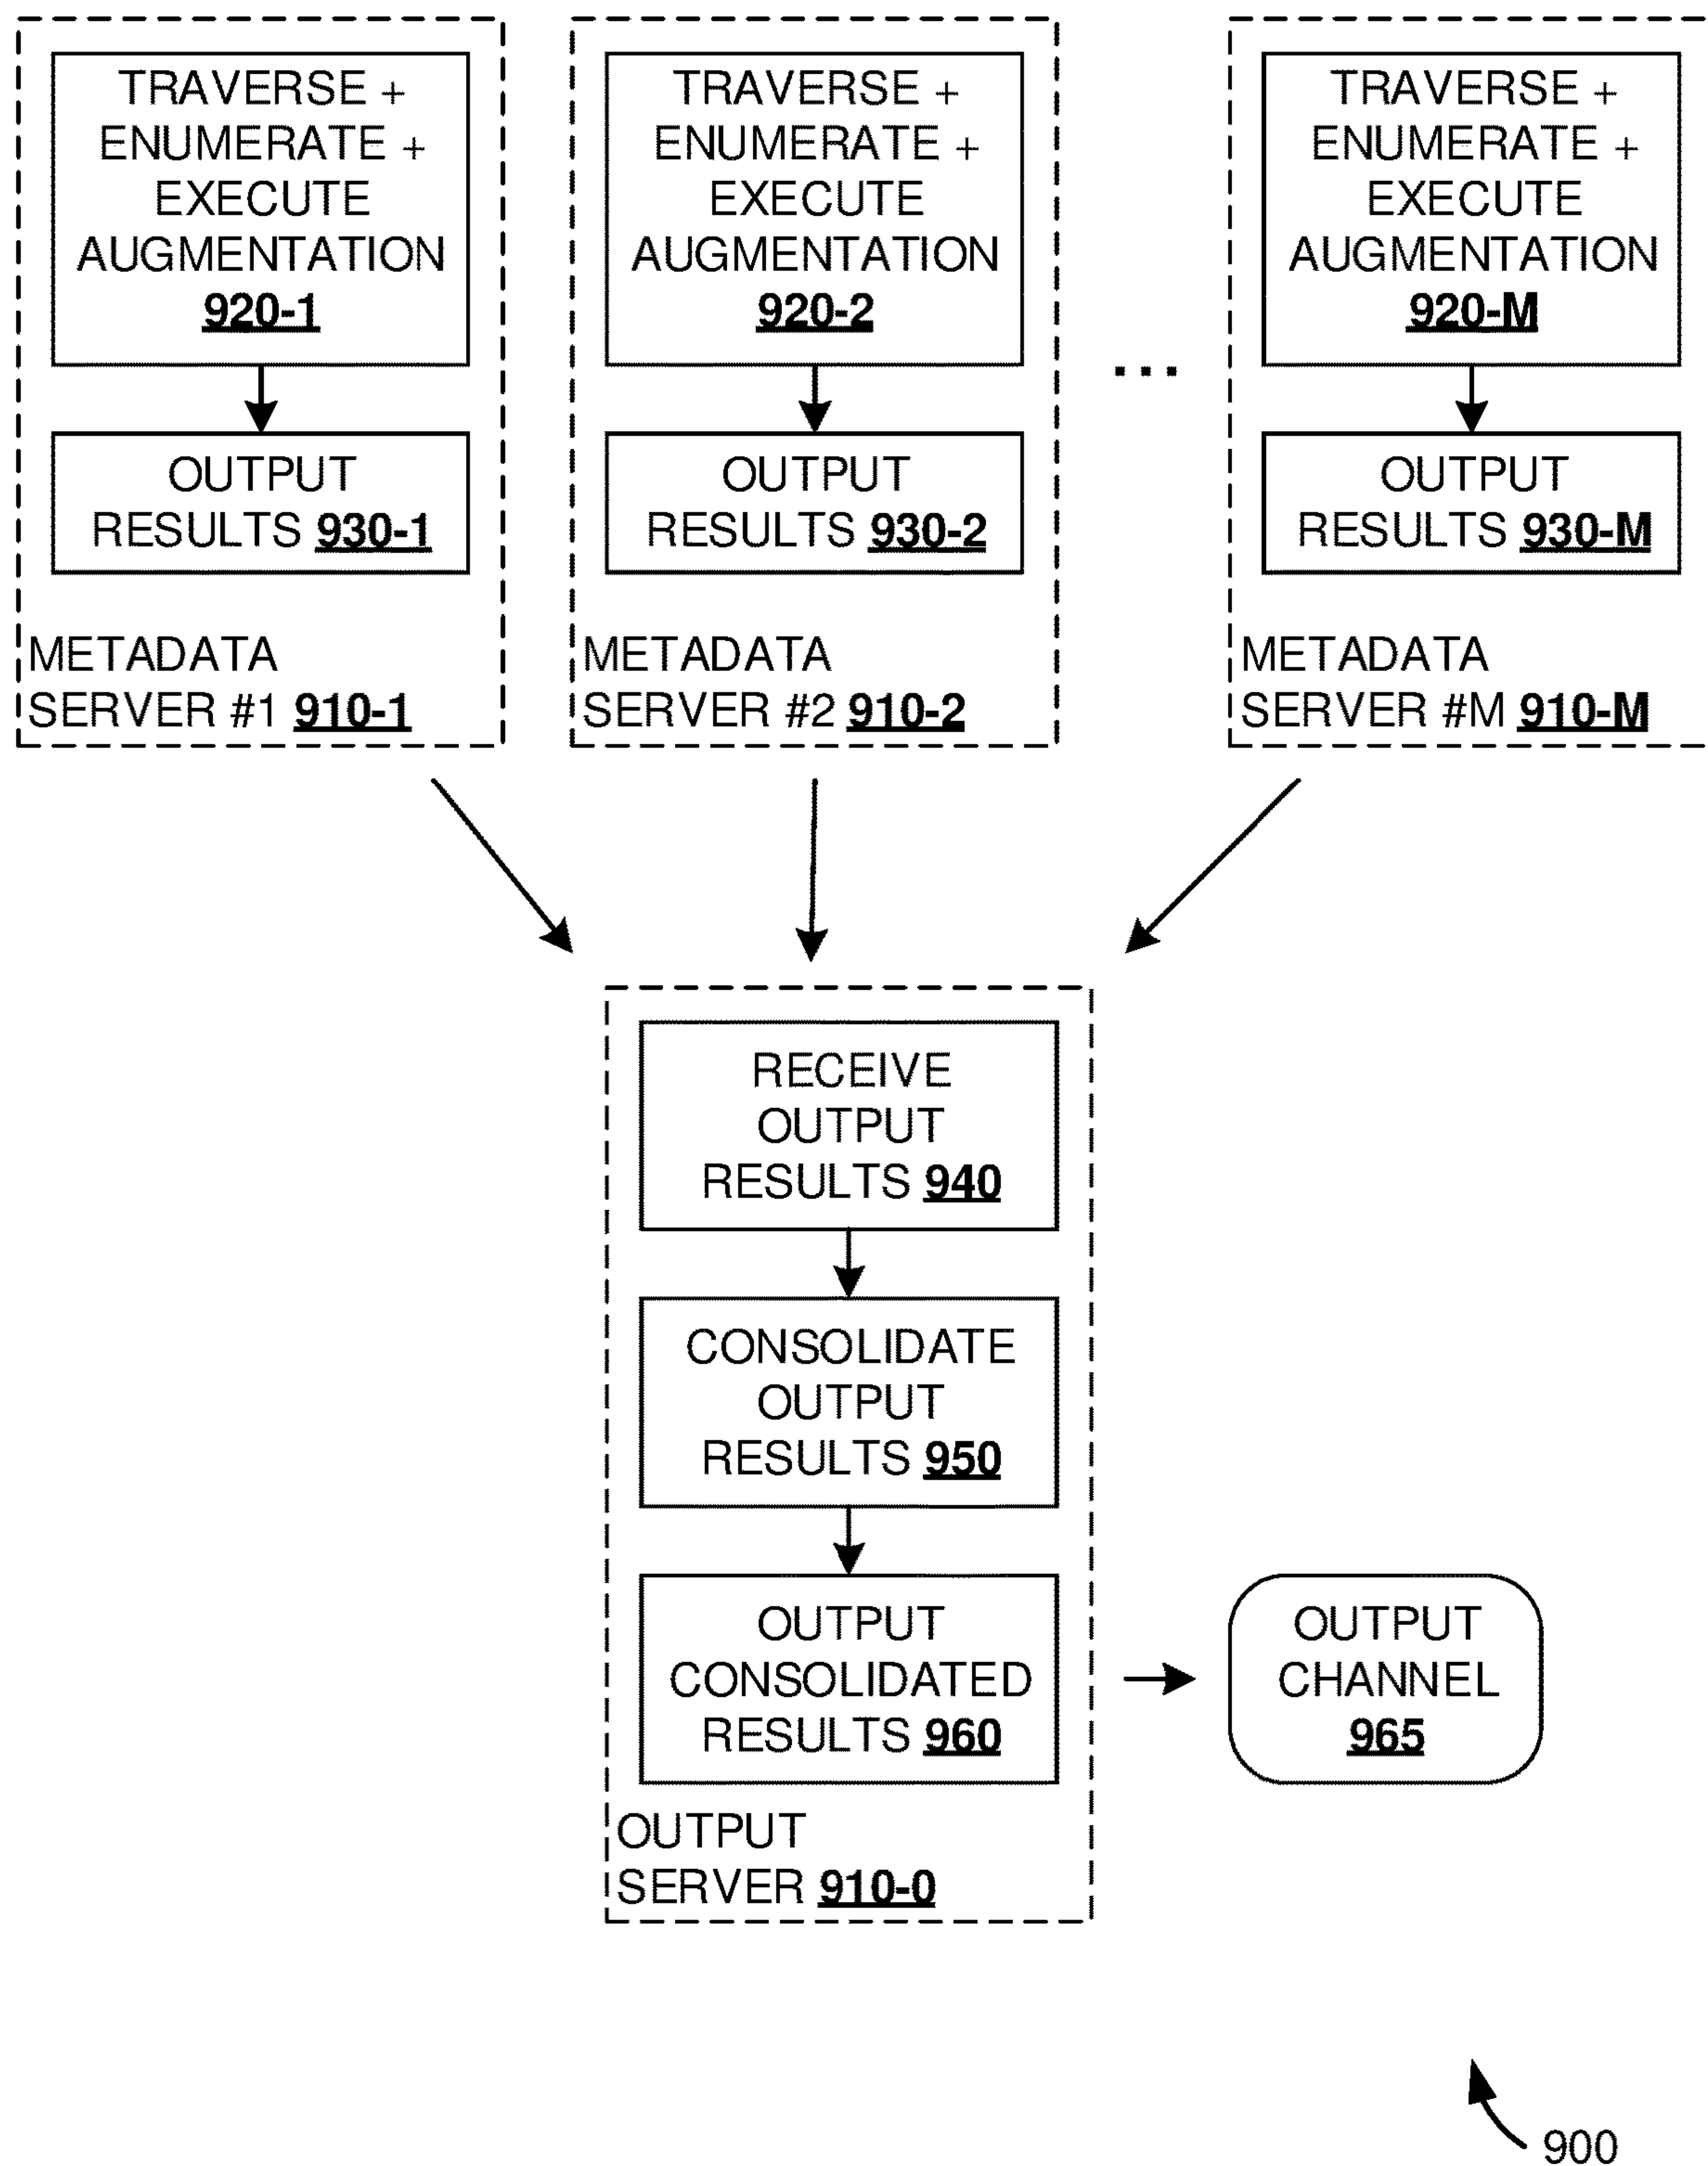 TRAVERSE +
ENUMERATE +
EXECUTE
AUGMENTATION
920-1
OUTPUT
RESULTS 930-1
METADATA
SERVER #1 910-1
TRAVERSE +
ENUMERATE +
EXECUTE
AUGMENTATION
920-2
OUTPUT
RESULTS 930-2
METADATA
SERVER #2 910-2
...
TRAVERSE +
ENUMERATE +
EXECUTE
AUGMENTATION
920-M
OUTPUT
RESULTS 930-M
METADATA
SERVER #M 910-M
RECEIVE
OUTPUT
RESULTS 940
CONSOLIDATE
OUTPUT
RESULTS 950
OUTPUT
CONSOLIDATED
RESULTS 960
OUTPUT
SERVER 910-0
OUTPUT
CHANNEL
965
900